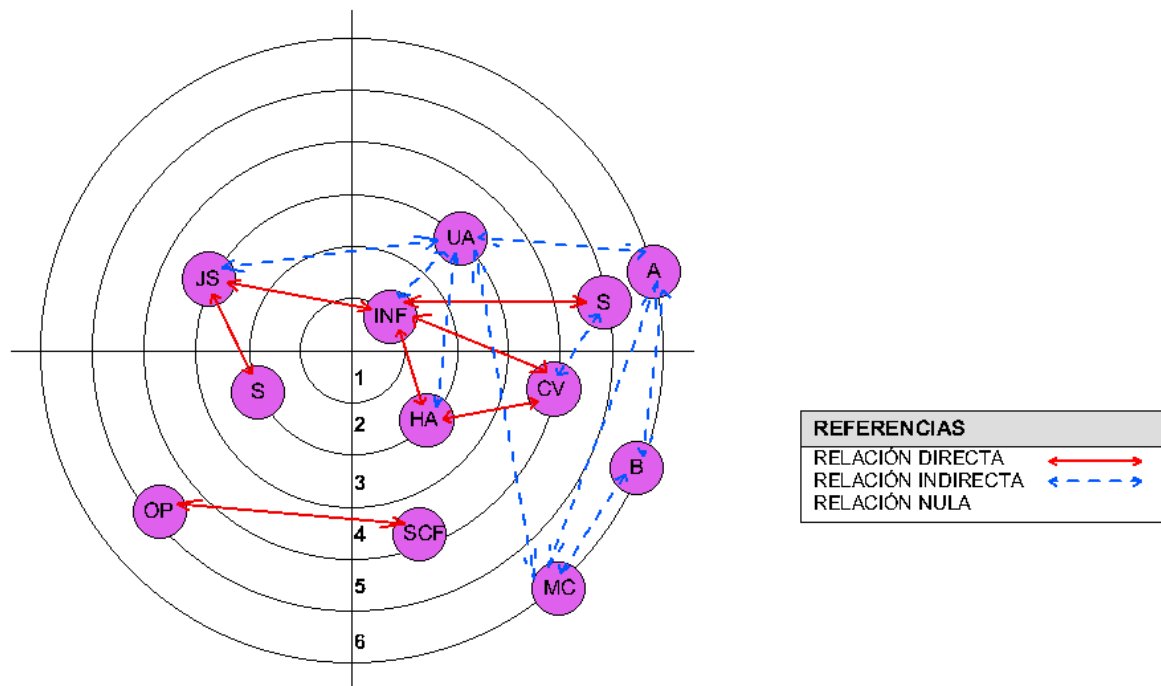 UA
A
JS
S
INF
1
CV
S
2
HA
REFERENCIAS
RELACIÓN DIRECTA
B
3
RELACIÓN INDIRECTA
RELACIÓN NULA
OP
4
SCF
5
MC
6